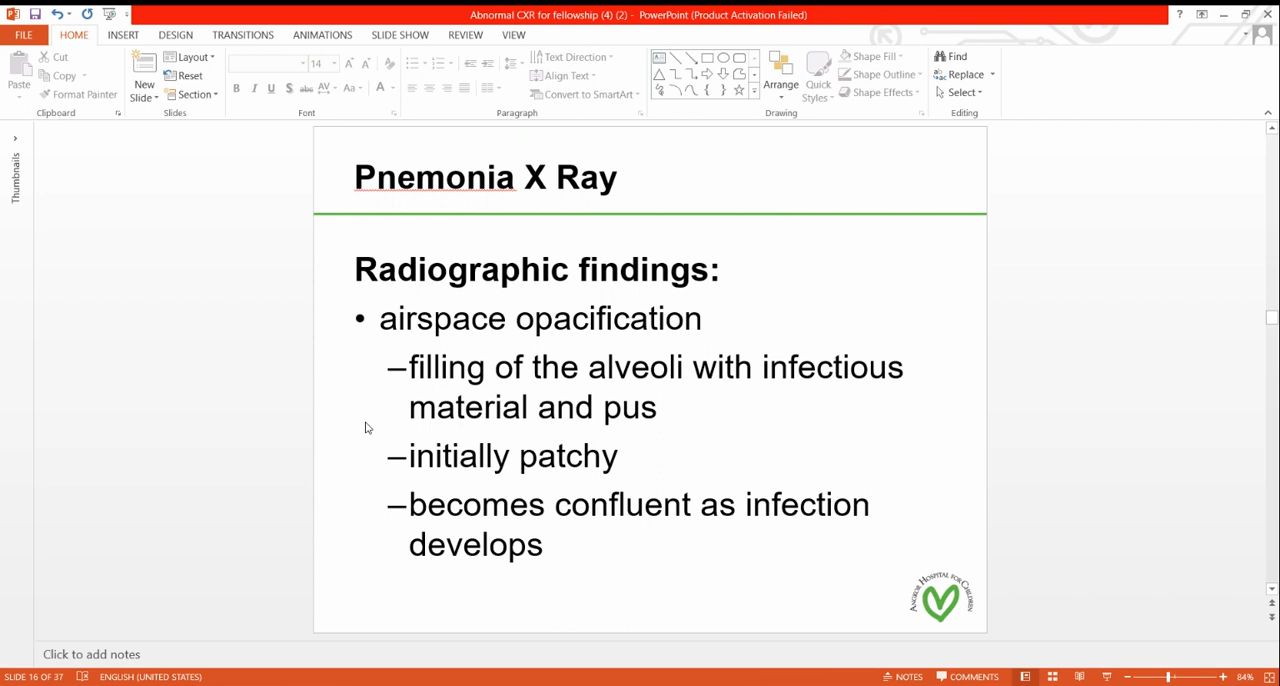 Abnormal CXR for fellowship (4) (2) - PowerPoint (Product Activation Failed)
FILE HOME INSERT DESIGN TRANSITIONS ANIMATIONS SLIDE SHOW REVIEW VIEW
Cut
Copy
Format Painter
Paste
Clipboard
New
Slide
Layout
Reset
Section
Slides
14
B I U S abc AV Aa A
Font
Text Direction
Align Text
Convert to SmartArt
Paragraph
Arrange
Quick
Styles
Shape Fill
Shape Outline
Shape Effects
Drawing
Find
Replace
Select
Editing
Thumbnails
Pnemonia X Ray
Radiographic findings:
• airspace opacification
–filling of the alveoli with infectious
material and pus
–initially patchy
–becomes confluent as infection
develops
ANGKOR HOSPITAL FOR CHILDREN
Click to add notes
SLIDE 16 OF 37 ENGLISH (UNITED STATES) NOTES COMMENTS 84%